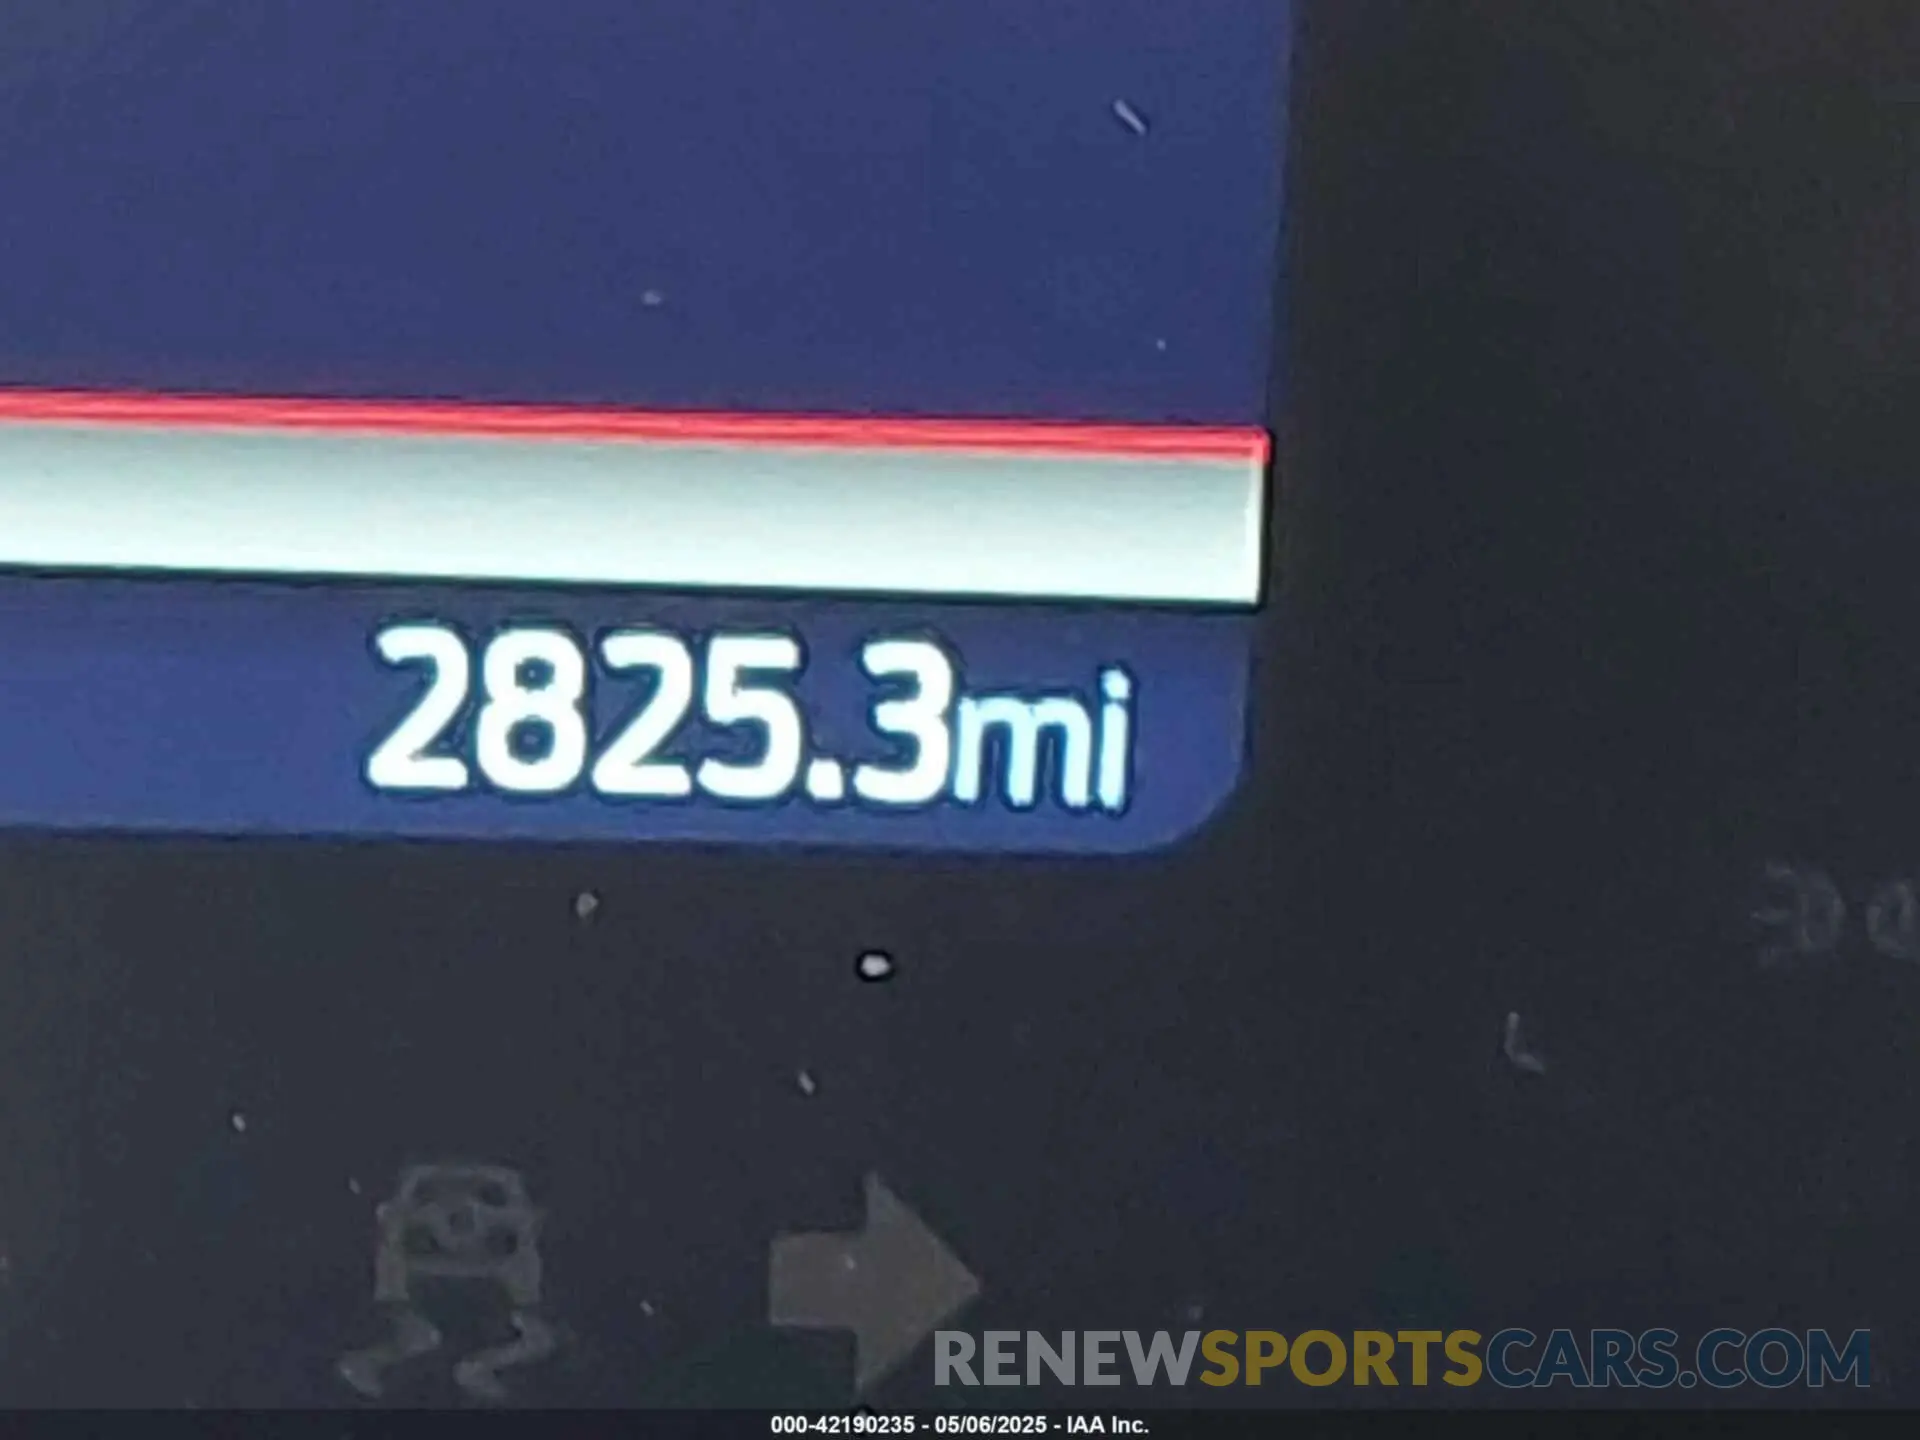 2825.3mi
RENEWSPORTSCARS.COM
000-42190235 - 05/06/2025 - IAA Inc.